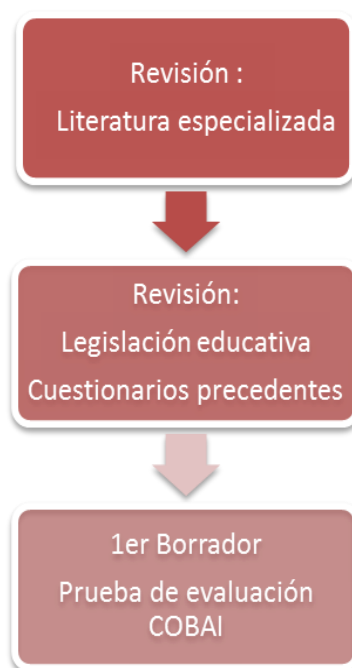 Revisión :
Literatura especializada
Revisión:
Legislación educativa
Cuestionarios precedentes
1er Borrador
Prueba de evaluación
COBAI